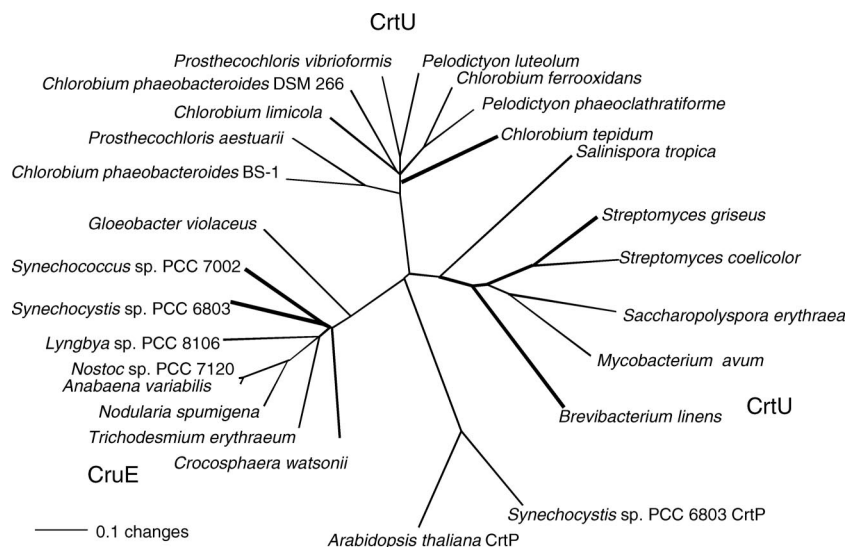 CrtU
Prosthecochloris vibrioformis
Pelodictyon luteolum
Chlorobium phaeobacteroides DSM 266
Chlorobium ferrooxidans
Chlorobium limicola
Pelodictyon phaeoclathratiforme
Prosthecochloris aestuarii
Chlorobium tepidum
Salinispora tropica
Chlorobium phaeobacteroides BS-1
Gloeobacter violaceus
Streptomyces griseus
Synechococcus sp. PCC 7002
Streptomyces coelicolor
Synechocystis sp. PCC 6803
Saccharopolyspora erythraea
Lyngbya sp. PCC 8106
Mycobacterium avum
Nostoc sp. PCC 7120
Anabaena variabilis
Nodularia spumigena
Brevibacterium linens
CrtU
Trichodesmium erythraeum
Crocosphaera watsonii
CruE
Synechocystis sp. PCC 6803 CrtP
0.1 changes
Arabidopsis thaliana CrtP